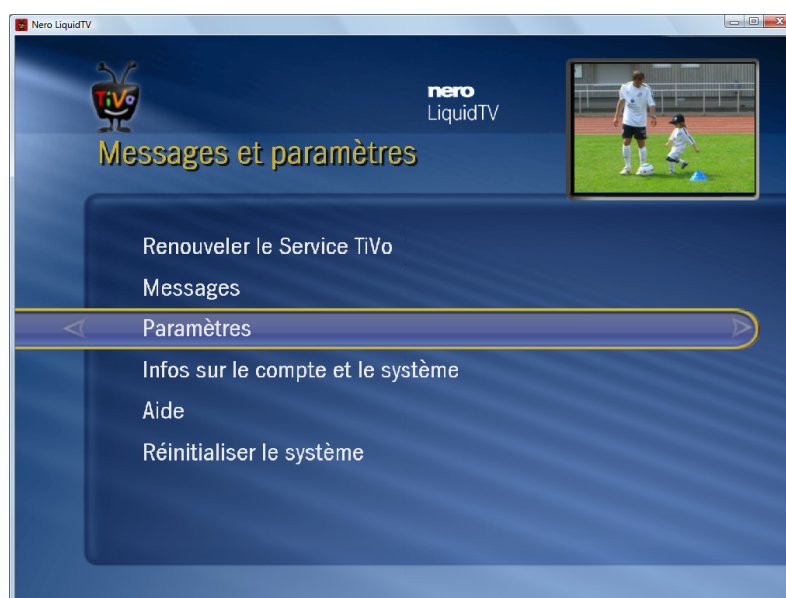 Nero LiquidTV
TiVo
nero
LiquidTV
Messages et paramètres
Renouveler le Service TiVo
Messages
Paramètres
Infos sur le compte et le système
Aide
Réinitialiser le système